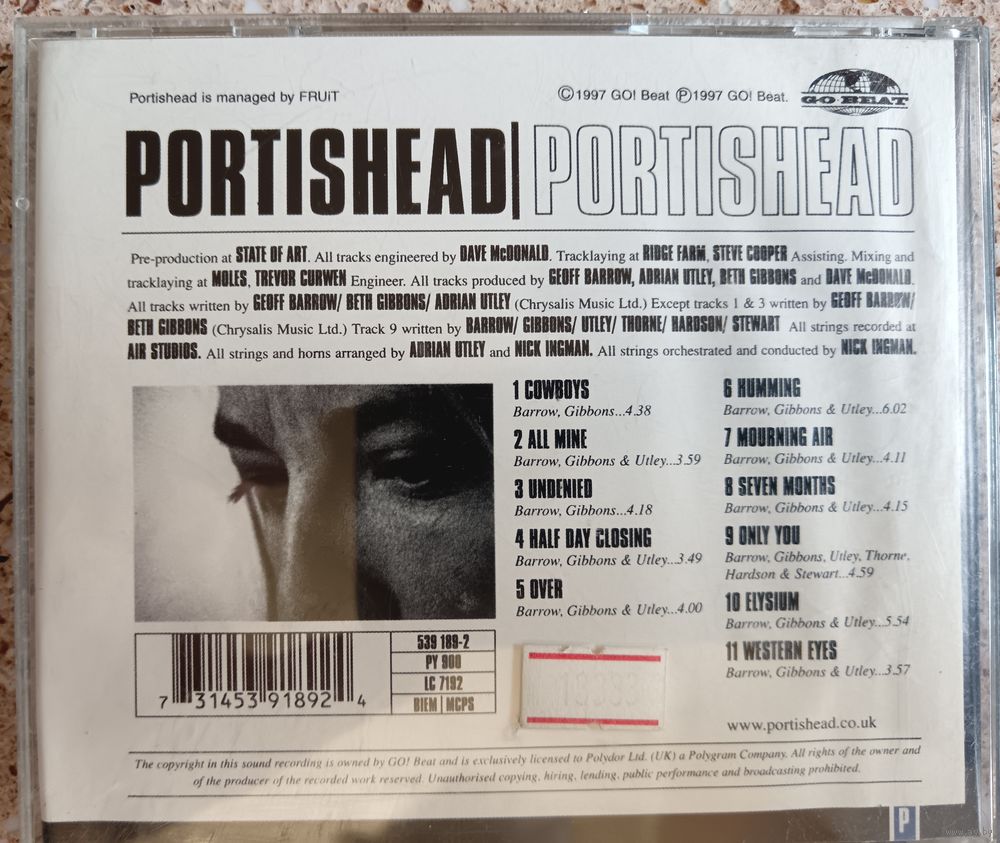 Portishead is managed by FRUiT
©1997 GO! Beat ℗1997 GO! Beat.
GO BEAT
PORTISHEAD|PORTISHEAD
Pre-production at STATE OF ART. All tracks engineered by DAVE McDONALD. Tracklaying at RIDGE FARM, STEVE COOPER Assisting. Mixing and
tracklaying at MOLES, TREVOR CURWEN Engineer. All tracks produced by GEOFF BARROW, ADRIAN UTLEY, BETH GIBBONS and DAVE McDONALD.
All tracks written by GEOFF BARROW/ BETH GIBBONS/ ADRIAN UTLEY (Chrysalis Music Ltd.) Except tracks 1 & 3 written by GEOFF BARROW/
BETH GIBBONS (Chrysalis Music Ltd.) Track 9 written by BARROW/ GIBBONS/ UTLEY/ THORNE/ HARDSON/ STEWART All strings recorded at
AIR STUDIOS. All strings and horns arranged by ADRIAN UTLEY and NICK INGMAN. All strings orchestrated and conducted by NICK INGMAN.
1 COWBOYS
Barrow, Gibbons...4.38
2 ALL MINE
Barrow, Gibbons & Utley...3.59
3 UNDENIED
Barrow, Gibbons...4.18
4 HALF DAY CLOSING
Barrow, Gibbons & Utley...3.49
5 OVER
Barrow, Gibbons & Utley...4.00
6 HUMMING
Barrow, Gibbons & Utley...6.02
7 MOURNING AIR
Barrow, Gibbons & Utley...4.11
8 SEVEN MONTHS
Barrow, Gibbons & Utley...4.15
9 ONLY YOU
Barrow, Gibbons, Utley, Thorne,
Hardson & Stewart...4.59
10 ELYSIUM
Barrow, Gibbons & Utley...5.54
11 WESTERN EYES
Barrow, Gibbons & Utley...3.57
7 31453 91892 4
539 189-2
PY 900
LC 7192
BIEM | MCPS
www.portishead.co.uk
The copyright in this sound recording is owned by GO! Beat and is exclusively licensed to Polydor Ltd. (UK) a Polygram Company. All rights of the owner and
of the producer of the recorded work reserved. Unauthorised copying, hiring, lending, public performance and broadcasting prohibited.
P